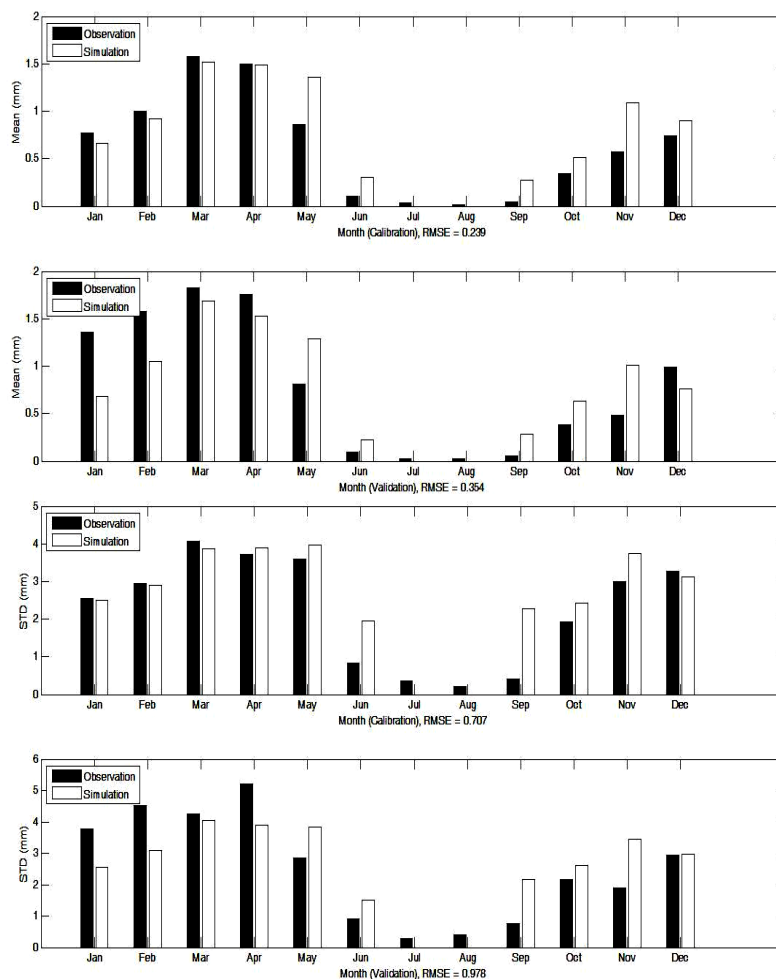 2
Observation
Simulation
1.5
Mean (mm)
1
0.5
0
Jan Feb Mar Apr May Jun Jul Aug Sep Oct Nov Dec
Month (Calibration), RMSE = 0.239
2
Observation
Simulation
1.5
Mean (mm)
1
0.5
0
Jan Feb Mar Apr May Jun Jul Aug Sep Oct Nov Dec
Month (Validation), RMSE = 0.354
5
Observation
Simulation
4
3
STD (mm)
2
1
0
Jan Feb Mar Apr May Jun Jul Aug Sep Oct Nov Dec
Month (Calibration), RMSE = 0.707
6
Observation
Simulation
5
4
3
STD (mm)
2
1
0
Jan Feb Mar Apr May Jun Jul Aug Sep Oct Nov Dec
Month (Validation), RMSE = 0.978